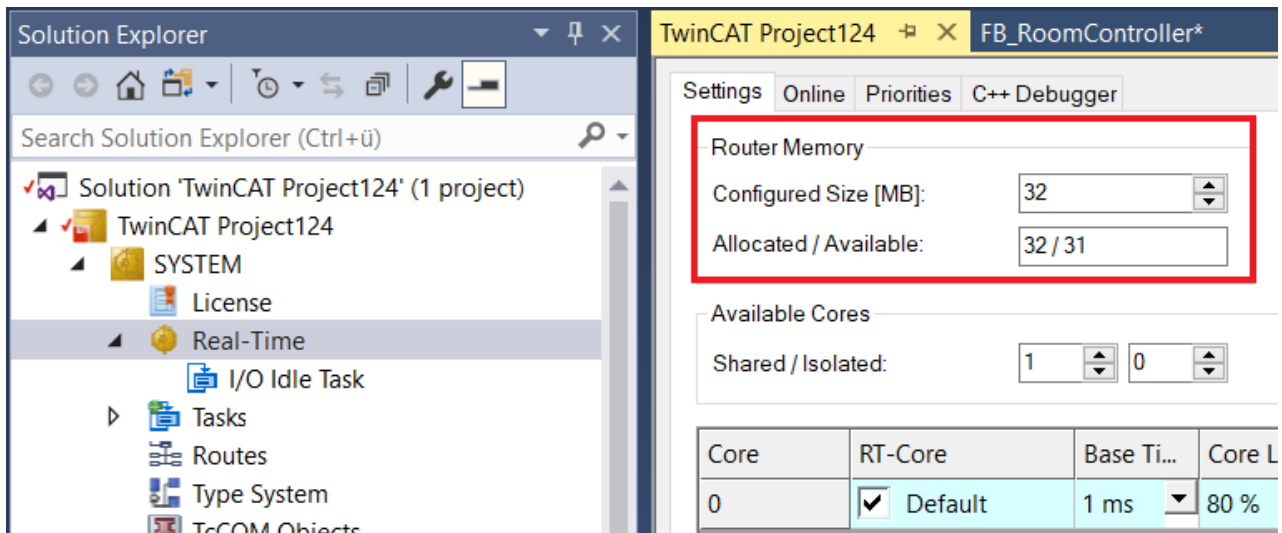 Solution Explorer
Search Solution Explorer (Ctrl+ü)
Solution 'TwinCAT Project124' (1 project)
TwinCAT Project124
SYSTEM
License
Real-Time
I/O Idle Task
Tasks
Routes
Type System
TcCOM Objects
TwinCAT Project124 FB_RoomController*
Settings Online Priorities C++ Debugger
Router Memory
Configured Size [MB]: 32
Allocated / Available: 32 / 31
Available Cores
Shared / Isolated: 1 0
Core RT-Core Base Ti... Core L
0 Default 1 ms 80 %